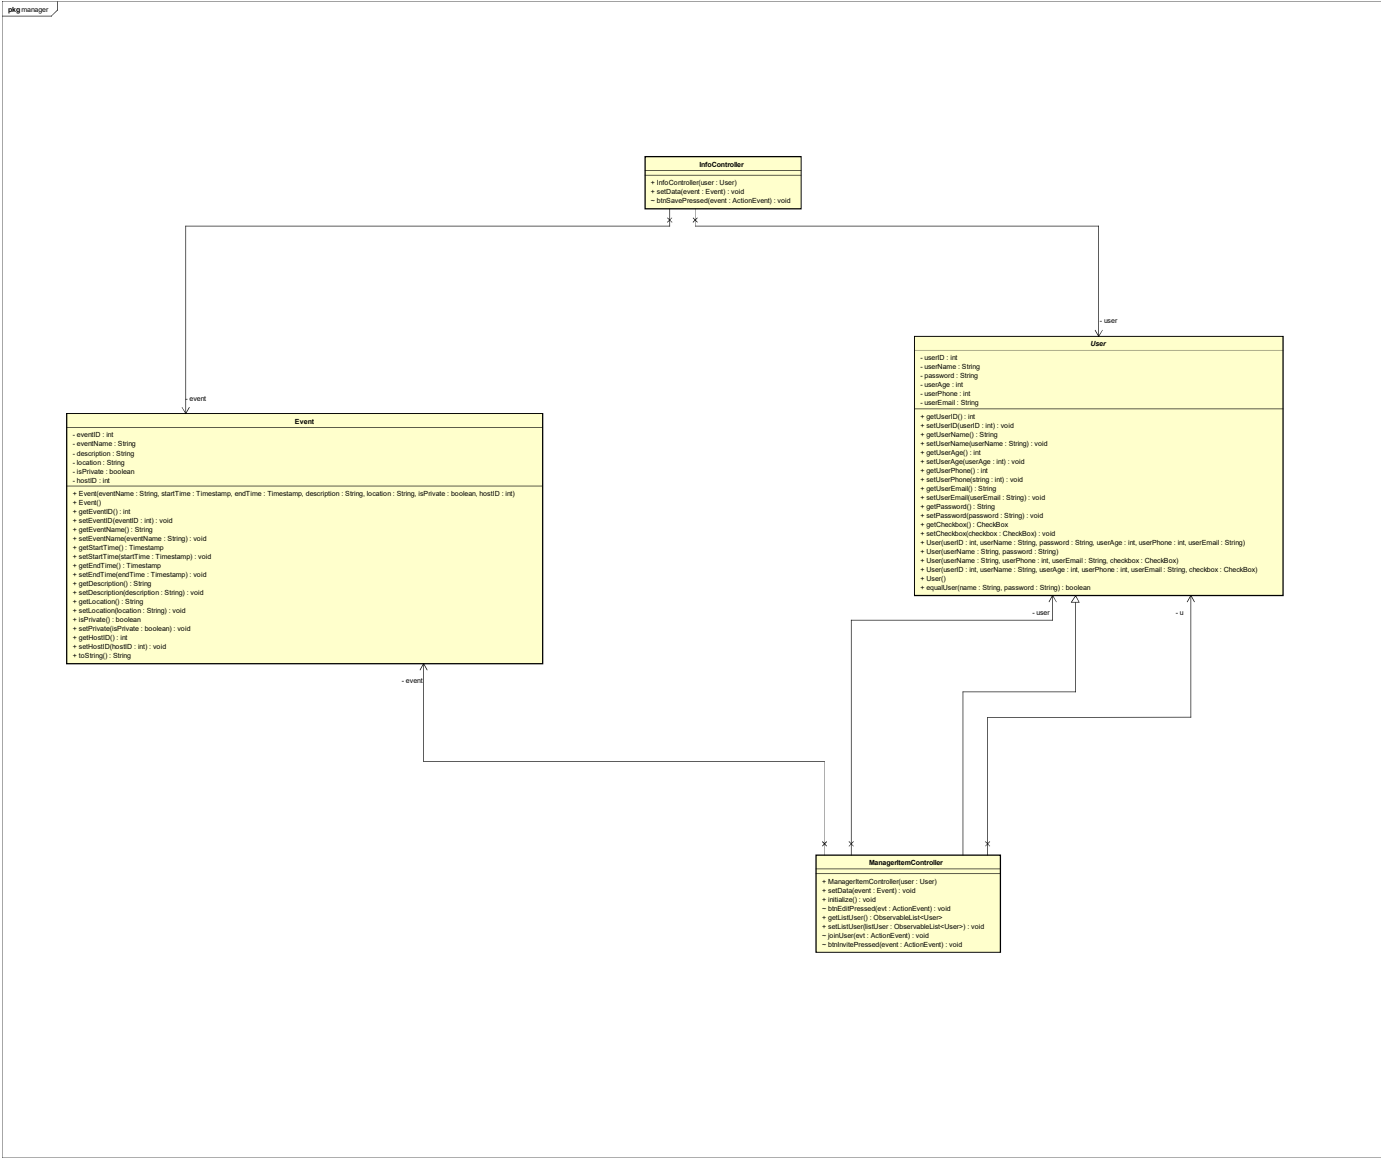 pkg manager
InfoController
+ InfoController(user : User)
+ setData(event : Event) : void
~ btnSavePressed(event : ActionEvent) : void
- user
User
- userID : int
- userName : String
- password : String
- userAge : int
- userPhone : int
- userEmail : String
+ getUserID() : int
+ setUserID(userID : int) : void
+ getUserName() : String
+ setUserName(userName : String) : void
+ getUserAge() : int
+ setUserAge(userAge : int) : void
+ getUserPhone() : int
+ setUserPhone(string : int) : void
+ getUserEmail() : String
+ setUserEmail(userEmail : String) : void
+ getPassword() : String
+ setPassword(password : String) : void
+ getCheckbox() : CheckBox
+ setCheckbox(checkbox : CheckBox) : void
+ User(userID : int, userName : String, password : String, userAge : int, userPhone : int, userEmail : String)
+ User(userName : String, password : String)
+ User(userName : String, userPhone : int, userEmail : String, checkbox : CheckBox)
+ User(userID : int, userName : String, userAge : int, userPhone : int, userEmail : String, checkbox : CheckBox)
+ User()
+ equalUser(name : String, password : String) : boolean
- event
Event
- eventID : int
- eventName : String
- description : String
- location : String
- isPrivate : boolean
- hostID : int
+ Event(eventName : String, startTime : Timestamp, endTime : Timestamp, description : String, location : String, isPrivate : boolean, hostID : int)
+ Event()
+ getEventID() : int
+ setEventID(eventID : int) : void
+ getEventName() : String
+ setEventName(eventName : String) : void
+ getStartTime() : Timestamp
+ setStartTime(startTime : Timestamp) : void
+ getEndTime() : Timestamp
+ setEndTime(endTime : Timestamp) : void
+ getDescription() : String
+ setDescription(description : String) : void
+ getLocation() : String
+ setLocation(location : String) : void
+ isPrivate() : boolean
+ setPrivate(isPrivate : boolean) : void
+ getHostID() : int
+ setHostID(hostID : int) : void
+ toString() : String
- user
- u
- event
ManagerItemController
+ ManagerItemController(user : User)
+ setData(event : Event) : void
+ initialize() : void
~ btnEditPressed(evt : ActionEvent) : void
+ getListUser() : ObservableList<User>
+ setListUser(listUser : ObservableList<User>) : void
~ joinUser(evt : ActionEvent) : void
~ btnInvitePressed(event : ActionEvent) : void